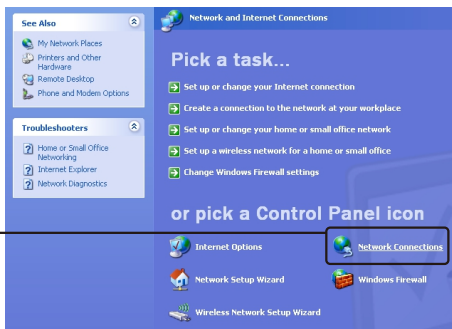 See Also
My Network Places
Printers and Other
Hardware
Remote Desktop
Phone and Modem Options
Troubleshooters
Home or Small Office
Networking
Internet Explorer
Network Diagnostics
Network and Internet Connections
Pick a task...
Set up or change your Internet connection
Create a connection to the network at your workplace
Set up or change your home or small office network
Set up a wireless network for a home or small office
Change Windows Firewall settings
or pick a Control Panel icon
Internet Options
Network Connections
Network Setup Wizard
Windows Firewall
Wireless Network Setup Wizard